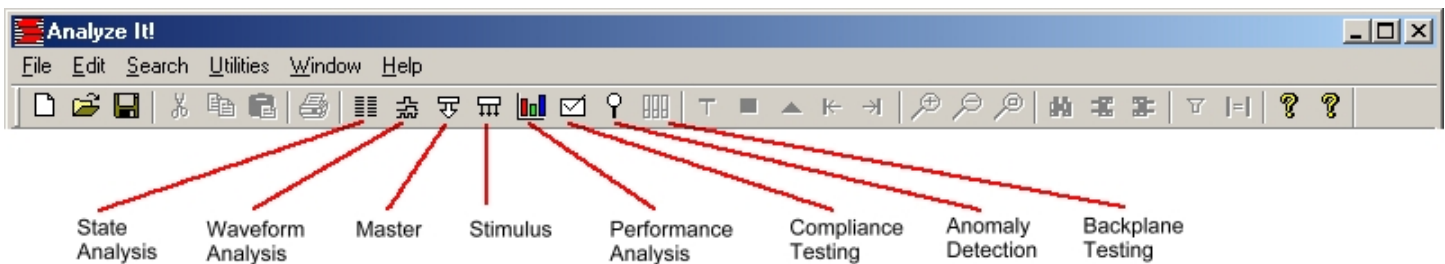 Analyze It!
File Edit Search Utilities Window Help
State Analysis
Waveform Analysis
Master
Stimulus
Performance Analysis
Compliance Testing
Anomaly Detection
Backplane Testing